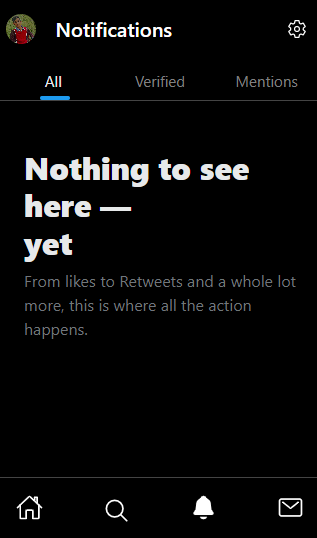 Notifications
All Verified Mentions
Nothing to see
here —
yet
From likes to Retweets and a whole lot
more, this is where all the action
happens.